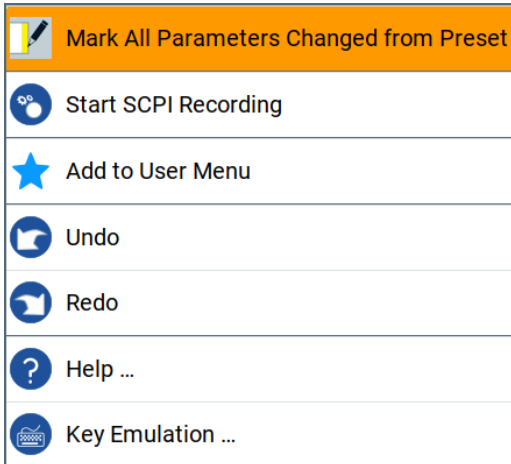 Mark All Parameters Changed from Preset
Start SCPI Recording
Add to User Menu
Undo
Redo
Help ...
Key Emulation ...